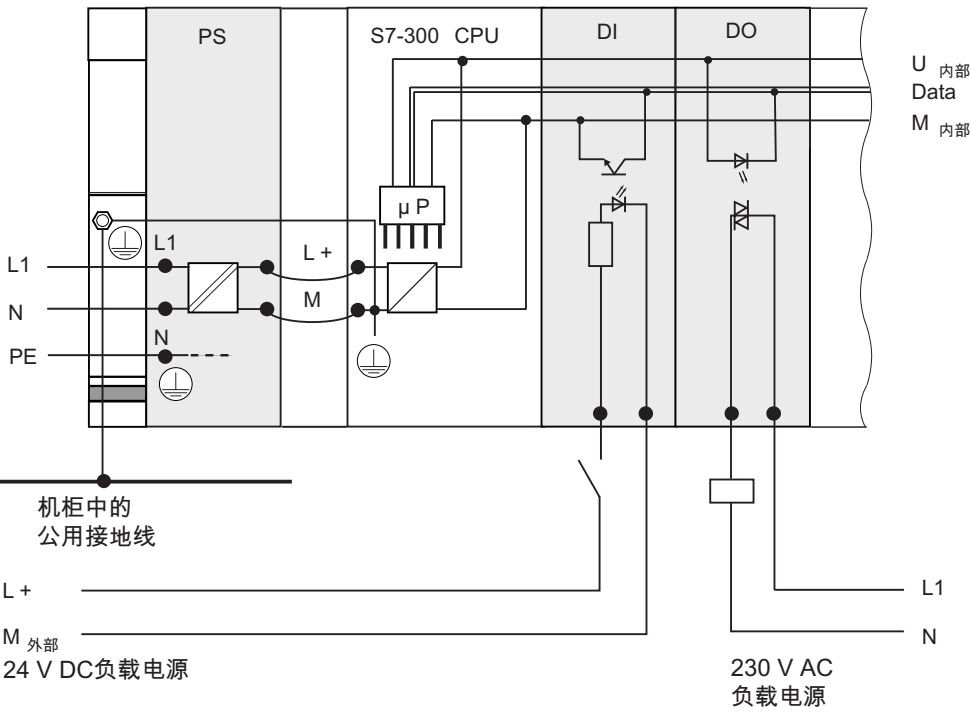 PS
S7-300 CPU
DI
DO
U 内部
Data
M 内部
μ P
L1
L +
L1
N
M
N
PE
机柜中的
公用接地线
L +
L1
M 外部
N
24 V DC负载电源
230 V AC
负载电源